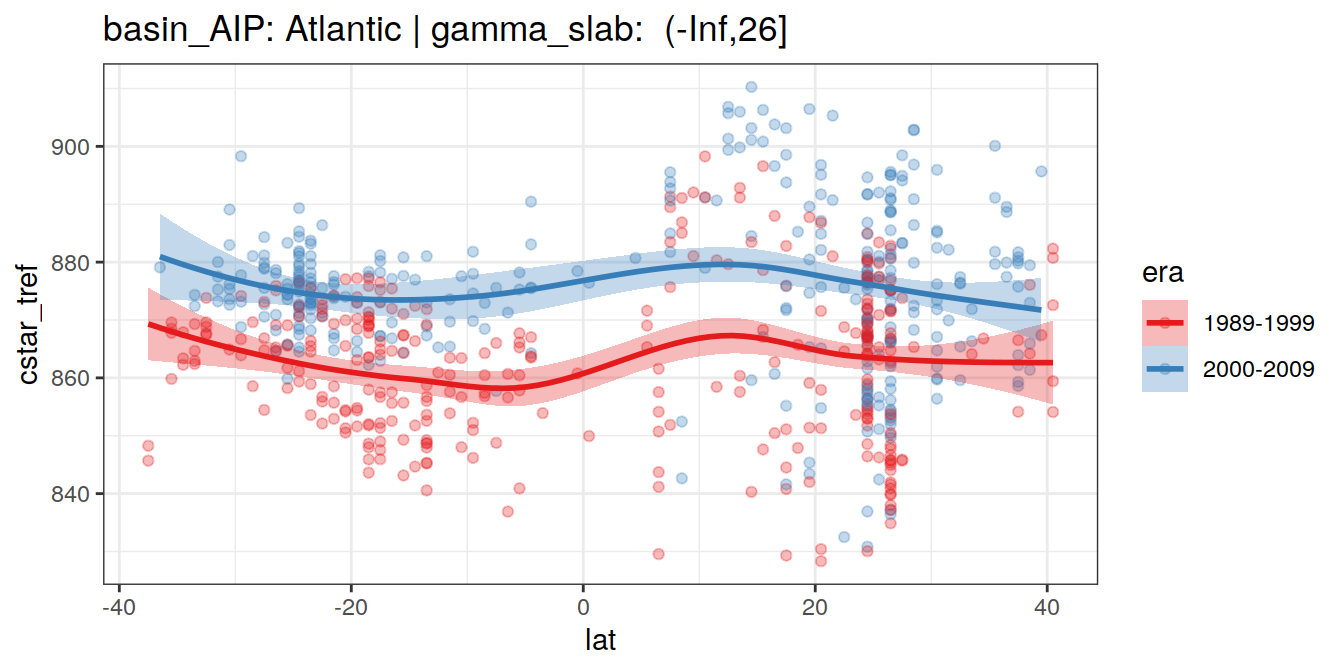 basin_AIP: Atlantic | gamma_slab:  (-Inf,26]
cstar_tref
900
880
860
840
-40
-20
0
20
40
lat
era
1989-1999
2000-2009